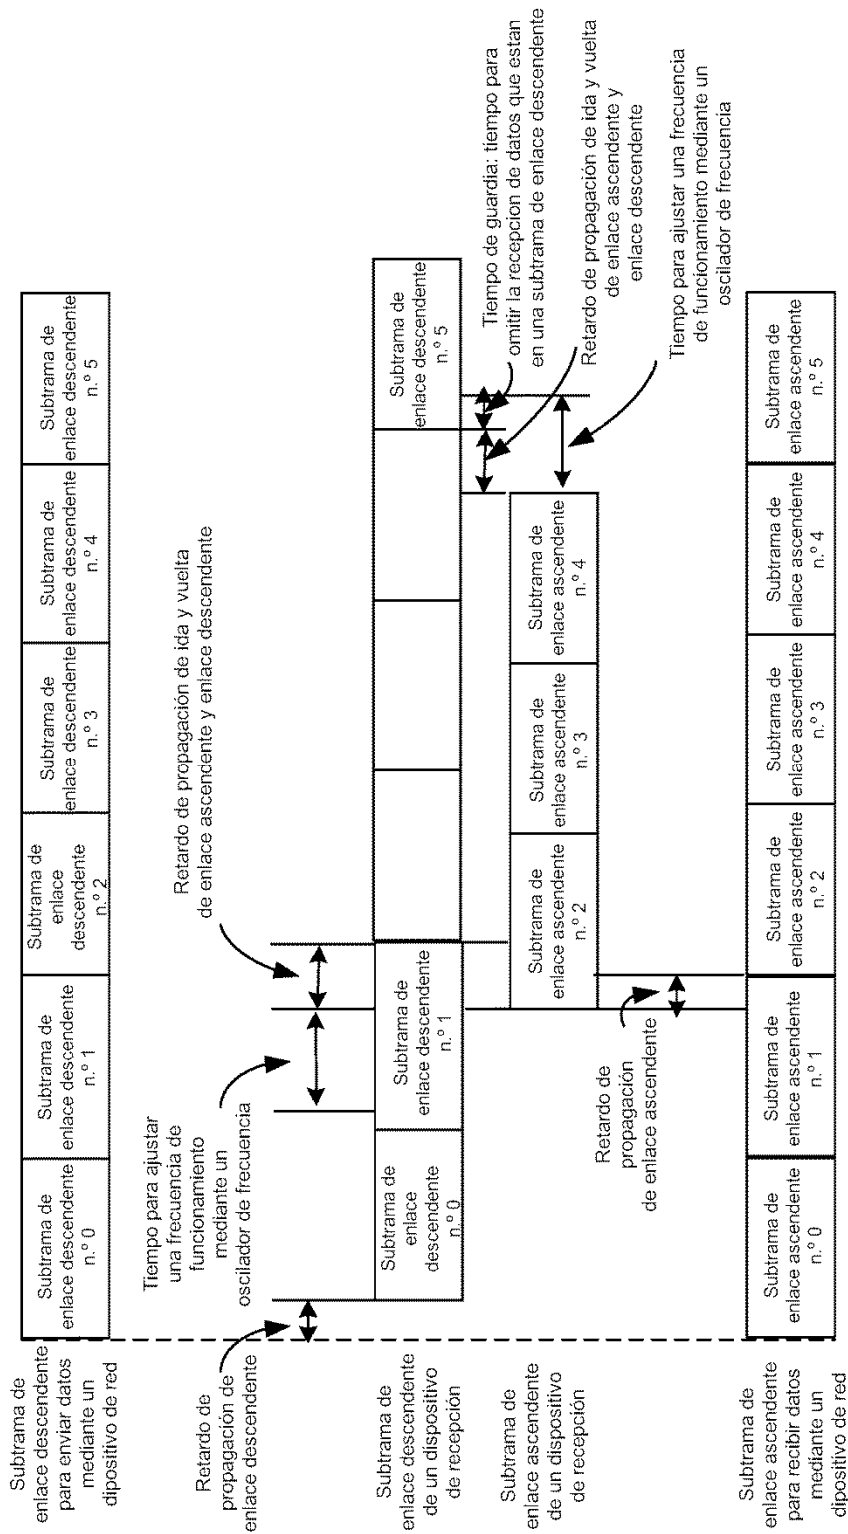 Subtrama de
enlace descendente
para enviar datos
mediante un
dipositivo de red
Subtrama de
enlace descendente
n.º 0
Subtrama de
enlace descendente
n.º 1
Subtrama de
enlace
descendente
n.º 2
Subtrama de
enlace descendente
n.º 3
Subtrama de
enlace descendente
n.º 4
Subtrama de
enlace descendente
n.º 5
Retardo de
propagación de
enlace descendente
Tiempo para ajustar
una frecuencia de
funcionamiento
mediante un
oscilador de frecuencia
Retardo de propagación de ida y vuelta
de enlace ascendente y enlace descendente
Subtrama de
enlace descendente
de un dispositivo
de recepción
Subtrama de
enlace
descendente
n.º 0
Subtrama de
enlace descendente
n.º 1
Subtrama de
enlace descendente
n.º 5
Tiempo de guardia: tiempo para
omitir la recepcion de datos que estan
en una subtrama de enlace descendente
Retardo de propagación de ida y vuelta
de enlace ascendente y
enlace descendente
Tiempo para ajustar una frecuencia
de funcionamiento mediante un
oscilador de frecuencia
Subtrama de
enlace ascendente
de un dispositivo
de recepción
Subtrama de
enlace ascendente
n.º 2
Subtrama de
enlace ascendente
n.º 3
Subtrama de
enlace ascendente
n.º 4
Retardo de
propagación
de enlace ascendente
Subtrama de
enlace ascendente
para recibir datos
mediante un
dipositivo de red
Subtrama de
enlace ascendente
n.º 0
Subtrama de
enlace ascendente
n.º 1
Subtrama de
enlace ascendente
n.º 2
Subtrama de
enlace ascendente
n.º 3
Subtrama de
enlace ascendente
n.º 4
Subtrama de
enlace ascendente
n.º 5